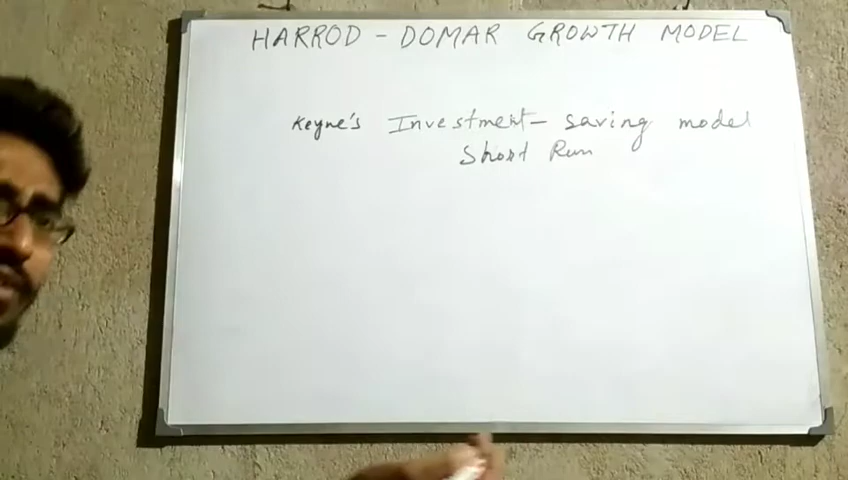 HARROD - DOMAR GROWTH MODEL
Keyne's Investment - saving model
Short Run